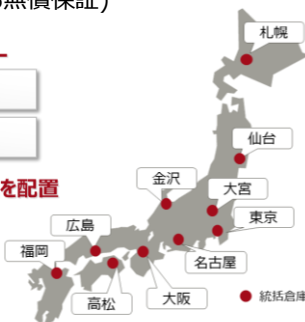 無償保証)
を配置
札幌
仙台
金沢
大宮
広島
東京
福岡
名古屋
高松
大阪
統括倉庫